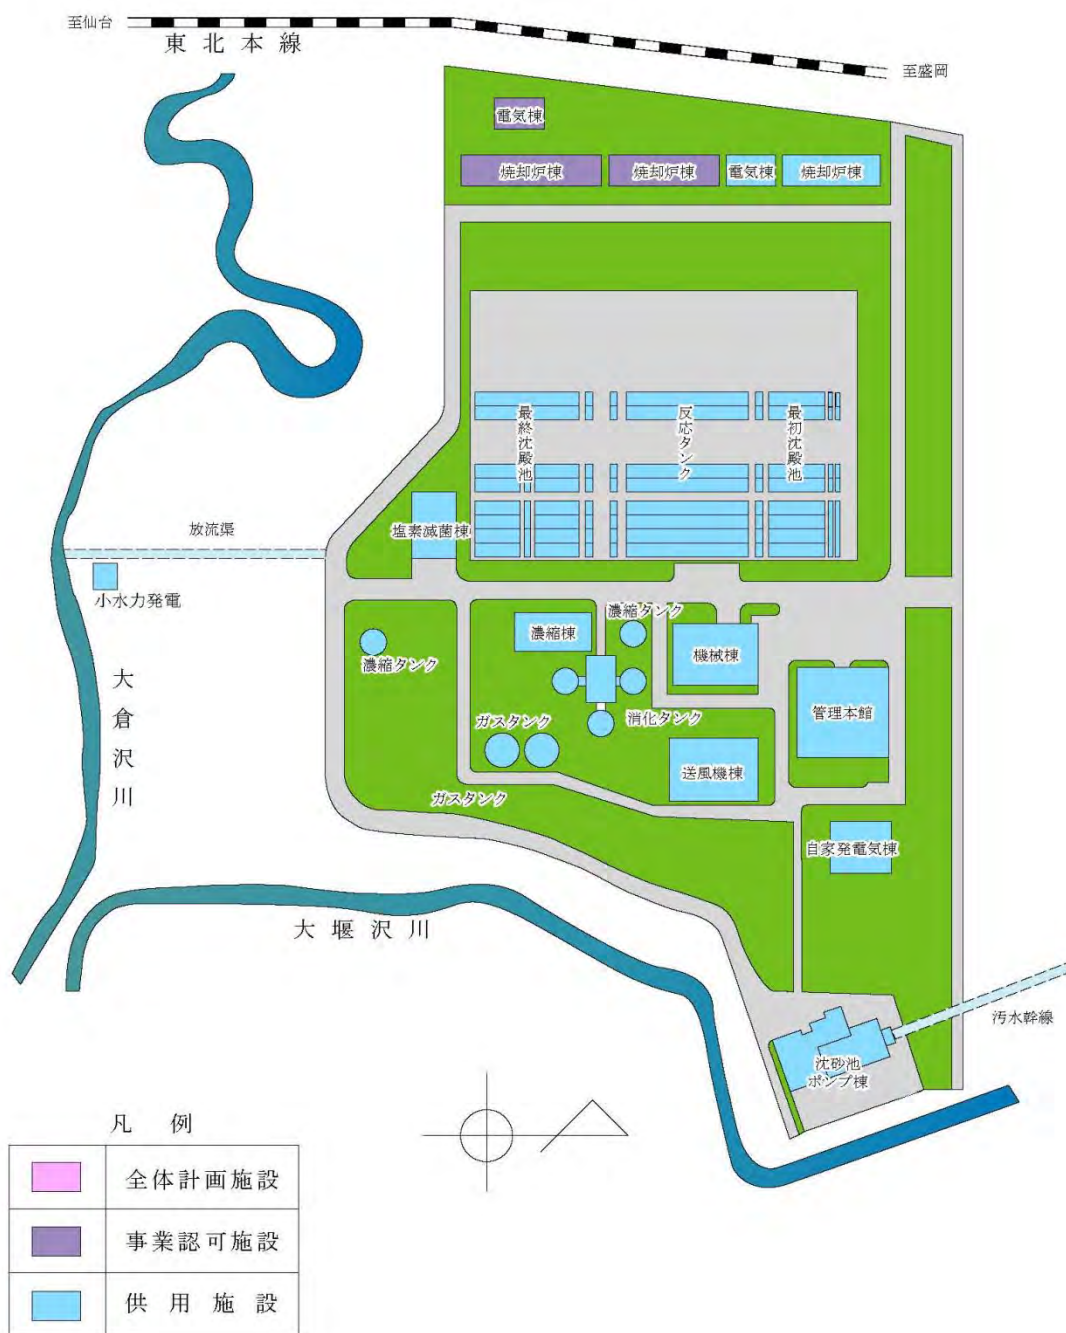 至仙台
東北本線
至盛岡
電気棟
焼却炉棟
焼却炉棟
電気棟
焼却炉棟
最終沈殿池
反応タンク
最初沈殿池
放流渠
塩素滅菌棟
小水力発電
濃縮タンク
濃縮棟
濃縮タンク
機械棟
大倉沢川
管理本館
ガスタンク
消化タンク
送風機棟
ガスタンク
自家発電気棟
大堰沢川
汚水幹線
沈砂池
ポンプ棟
凡例
全体計画施設
事業認可施設
供用施設